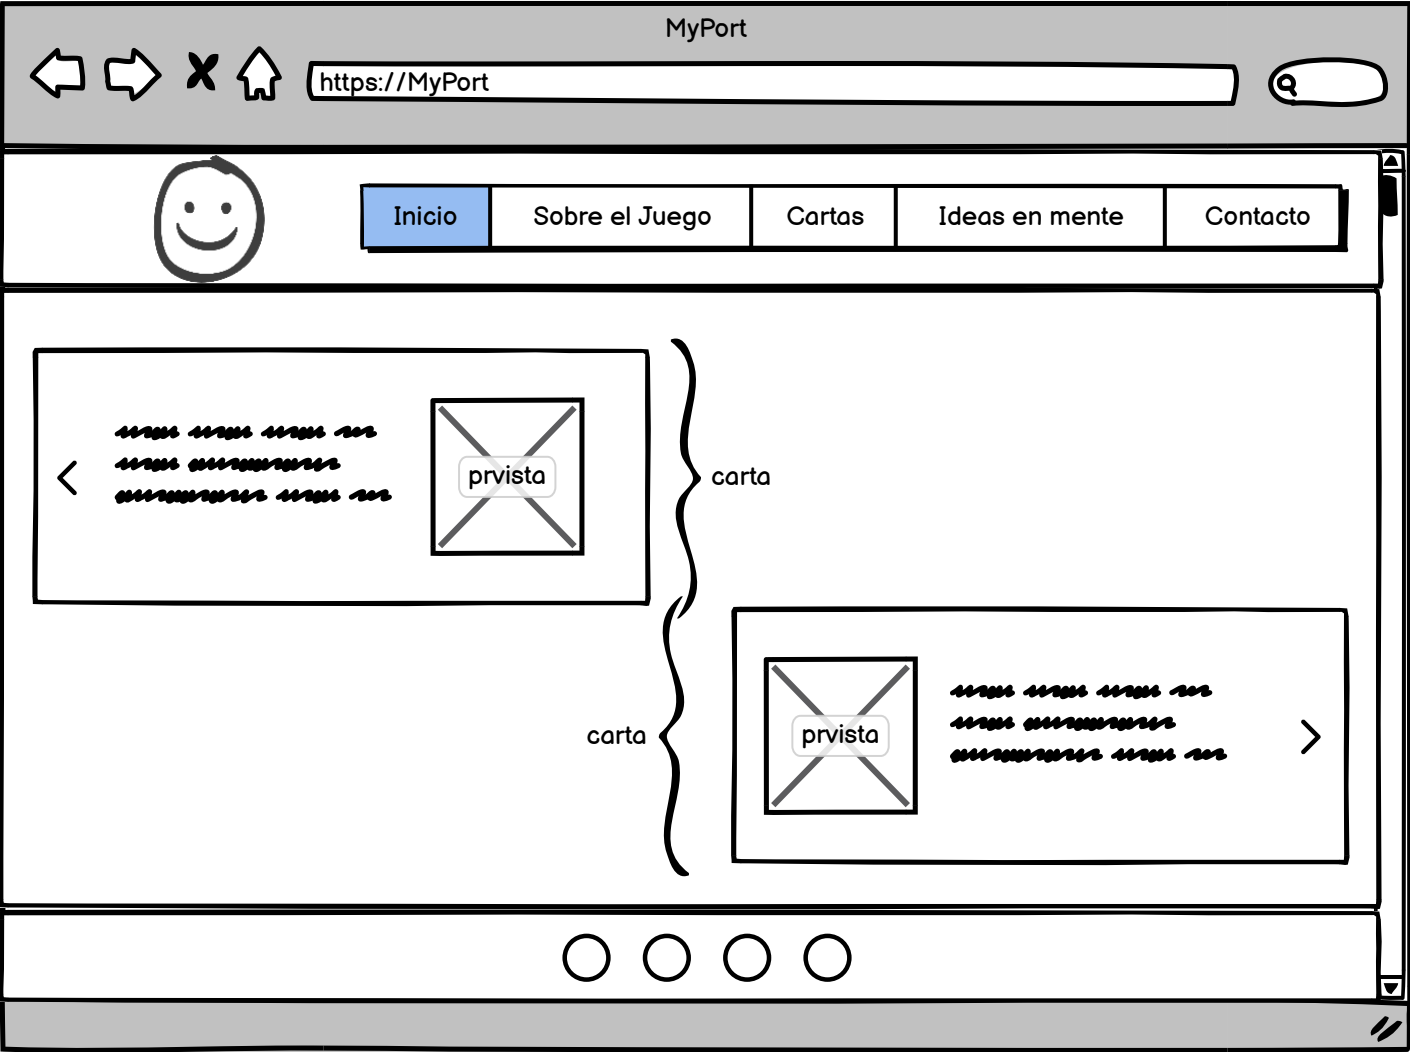 MyPort
https://MyPort
Inicio
Sobre el Juego
Cartas
Ideas en mente
Contacto
prvista
carta
prvista
carta